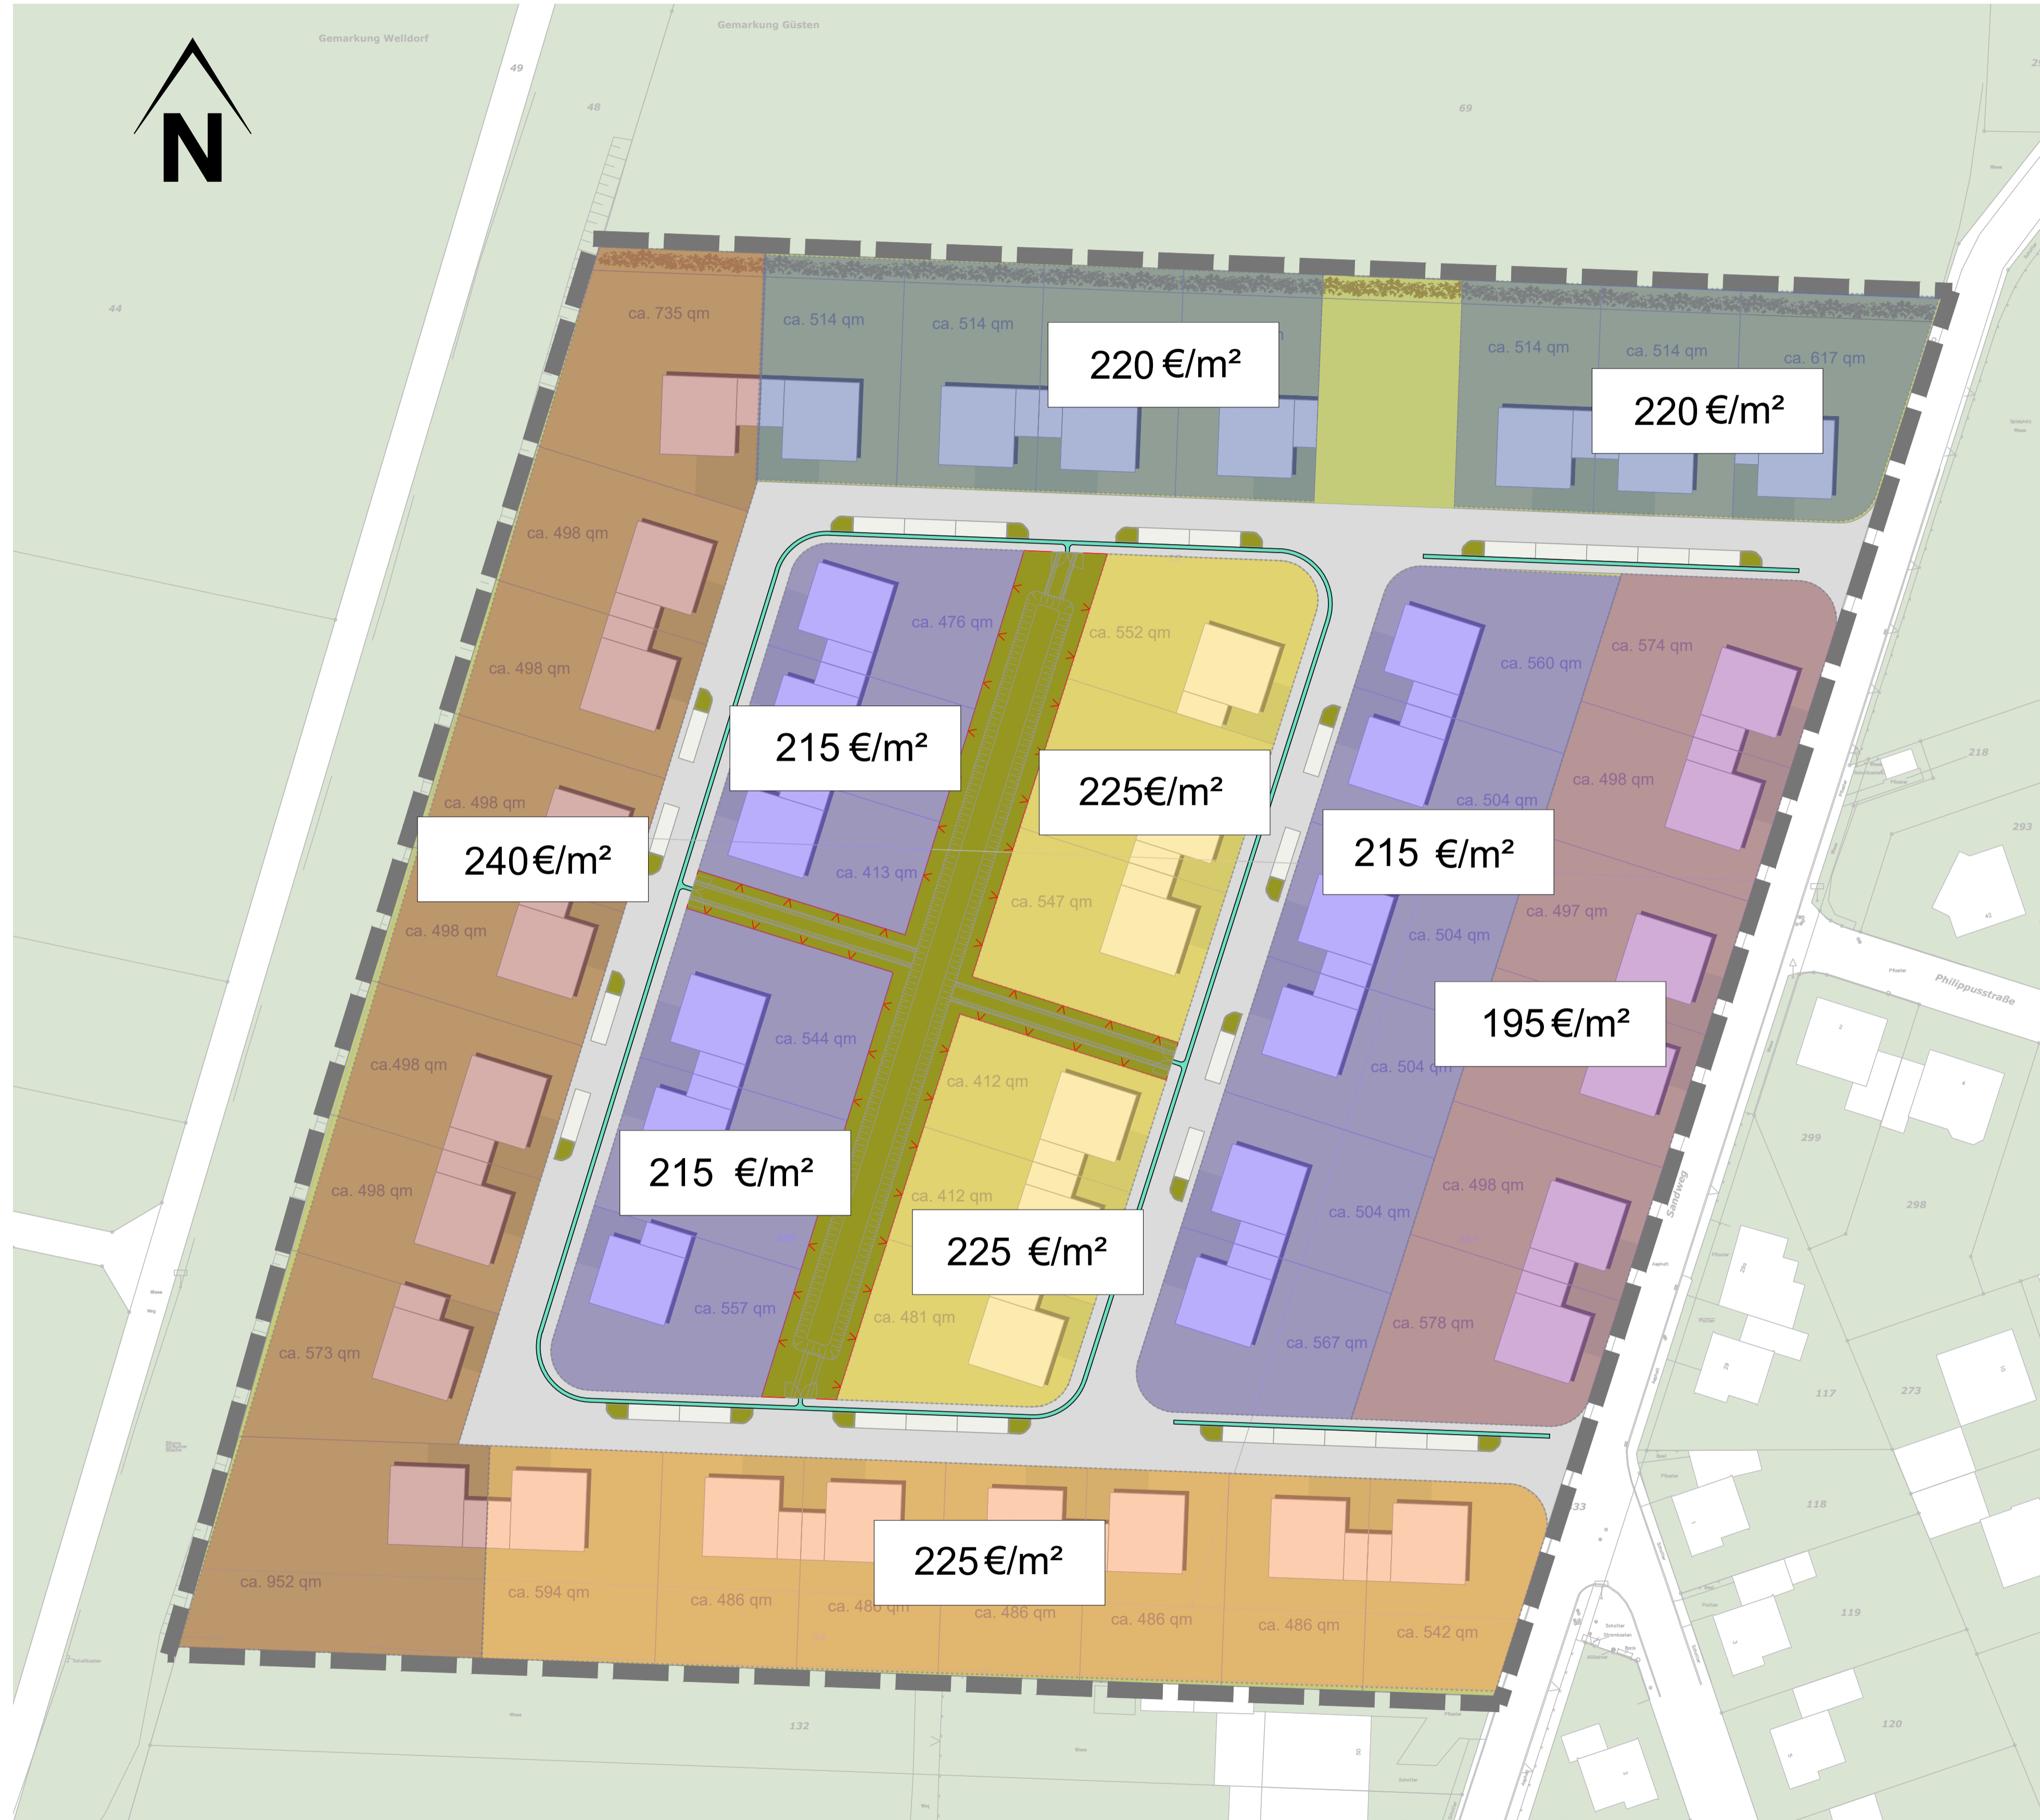 Gemarkung Güsten
Gemarkung Welldorf
49
48
69
N
44
ca. 735 qm
ca. 514 qm
ca. 514 qm
220 €/m²
ca. 514 qm
ca. 514 qm
ca. 617 qm
220 €/m²
ca. 498 qm
ca. 476 qm
ca. 552 qm
ca. 560 qm
ca. 574 qm
ca. 498 qm
215 €/m²
225€/m²
218
ca. 498 qm
ca. 498 qm
ca. 504 qm
293
240€/m²
215 €/m²
ca. 413 qm
ca. 547 qm
ca. 497 qm
ca. 498 qm
ca. 504 qm
Philippusstraße
195€/m²
ca. 544 qm
ca.498 qm
ca. 504 qm
ca. 412 qm
299
215 €/m²
ca. 498 qm
ca. 412 qm
ca. 504 qm
ca. 498 qm
Sandweg
298
225 €/m²
ca. 557 qm
ca. 481 qm
ca. 573 qm
ca. 567 qm
ca. 578 qm
117
273
33
118
225€/m²
ca. 952 qm
ca. 594 qm
ca. 486 qm
ca. 486 qm
ca. 486 qm
ca. 486 qm
ca. 486 qm
ca. 542 qm
119
132
120